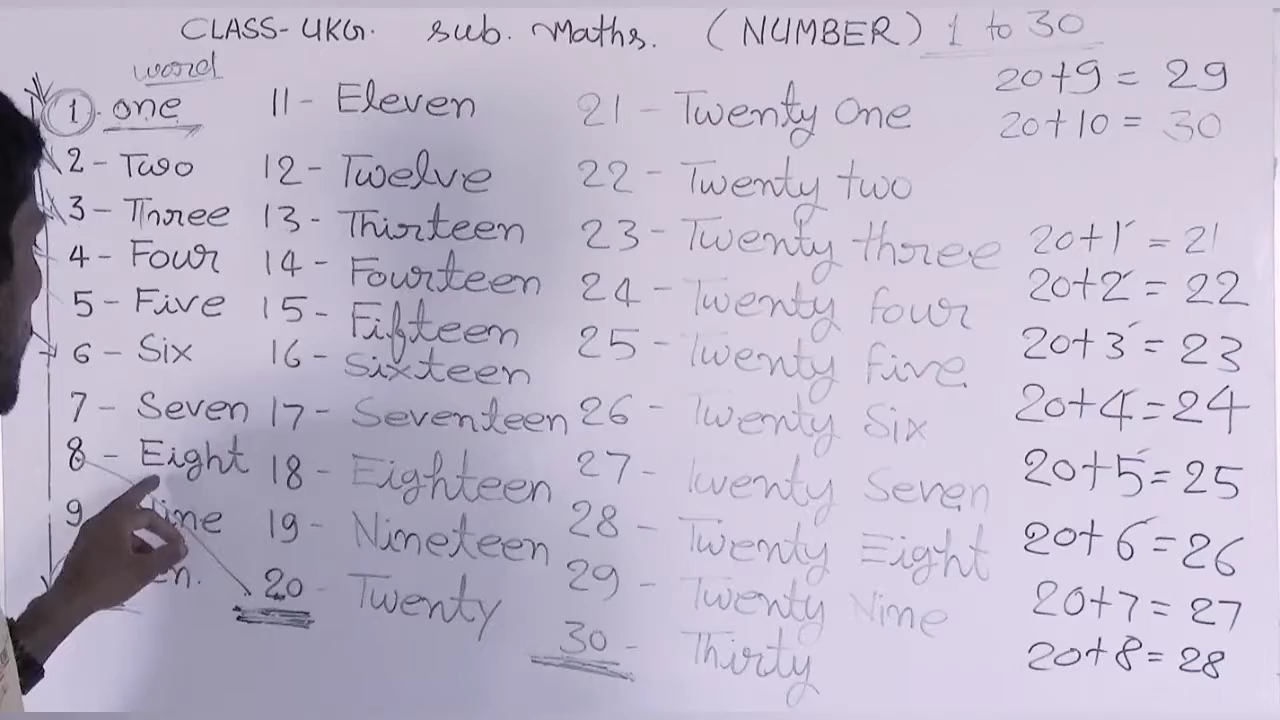 CLASS-UKG. sub. Maths. (NUMBER) 1 to 30
word
1. one
2 - Two
3 - Three
4 - Four
5 - Five
6 - Six
7 - Seven
8 - Eight
9
11 - Eleven
12 - Twelve
13 - Thirteen
14 - Fourteen
15 - Fifteen
16 - Sixteen
17 - Seventeen
18 - Eighteen
19 - Nineteen
20 - Twenty
21 - Twenty One
22 - Twenty two
23 - Twenty three
24 - Twenty four
25 - Twenty five
26 - Twenty Six
27 - Twenty Seven
28 - Twenty Eight
29 - Twenty Nine
30 - Thirty
20+9 = 29
20+10 = 30
20+1 = 21
20+2 = 22
20+3 = 23
20+4 = 24
20+5 = 25
20+6 = 26
20+7 = 27
20+8 = 28